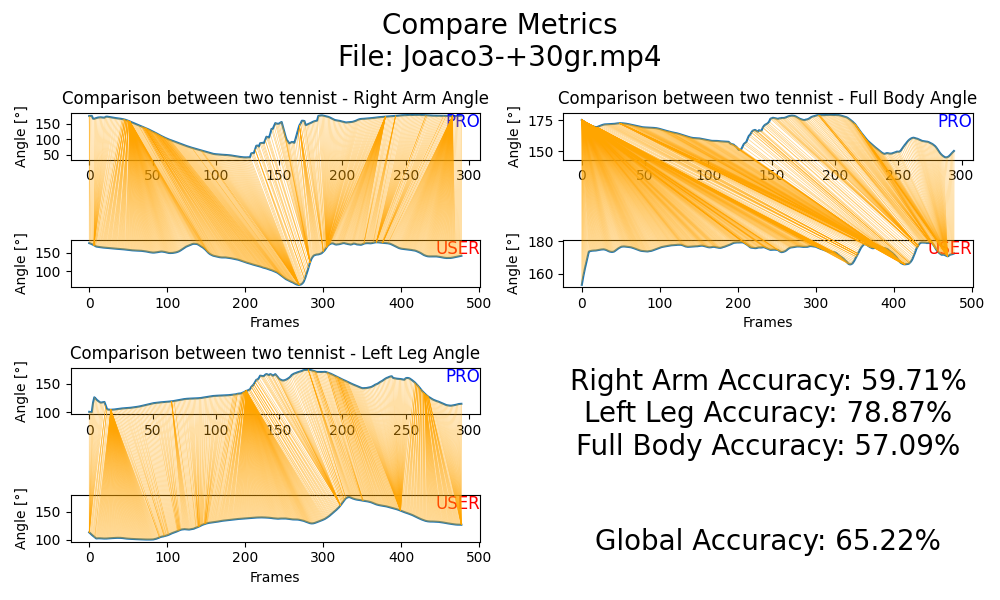 Compare Metrics
File: Joaco3-+30gr.mp4
Comparison between two tennist - Right Arm Angle
Angle [°]
150
100
50
PRO
0 50 100 150 200 250 300
Angle [°]
150
100
USER
0 100 200 300 400 500
Frames
Comparison between two tennist - Full Body Angle
Angle [°]
175
150
PRO
0 50 100 150 200 250 300
Angle [°]
180
160
USER
0 100 200 300 400 500
Frames
Comparison between two tennist - Left Leg Angle
Angle [°]
150
100
PRO
0 50 100 150 200 250 300
Angle [°]
150
100
USER
0 100 200 300 400 500
Frames
Right Arm Accuracy: 59.71%
Left Leg Accuracy: 78.87%
Full Body Accuracy: 57.09%
Global Accuracy: 65.22%